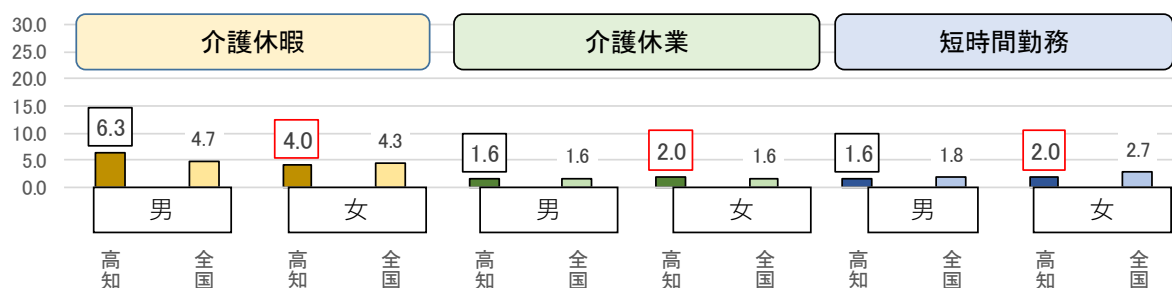 30.0
25.0
20.0
15.0
10.0
5.0
0.0
介護休暇
介護休業
短時間勤務
6.3
4.7
4.0
4.3
1.6
1.6
2.0
1.6
1.6
1.8
2.0
2.7
男
女
男
女
男
女
高知
全国
高知
全国
高知
全国
高知
全国
高知
全国
高知
全国